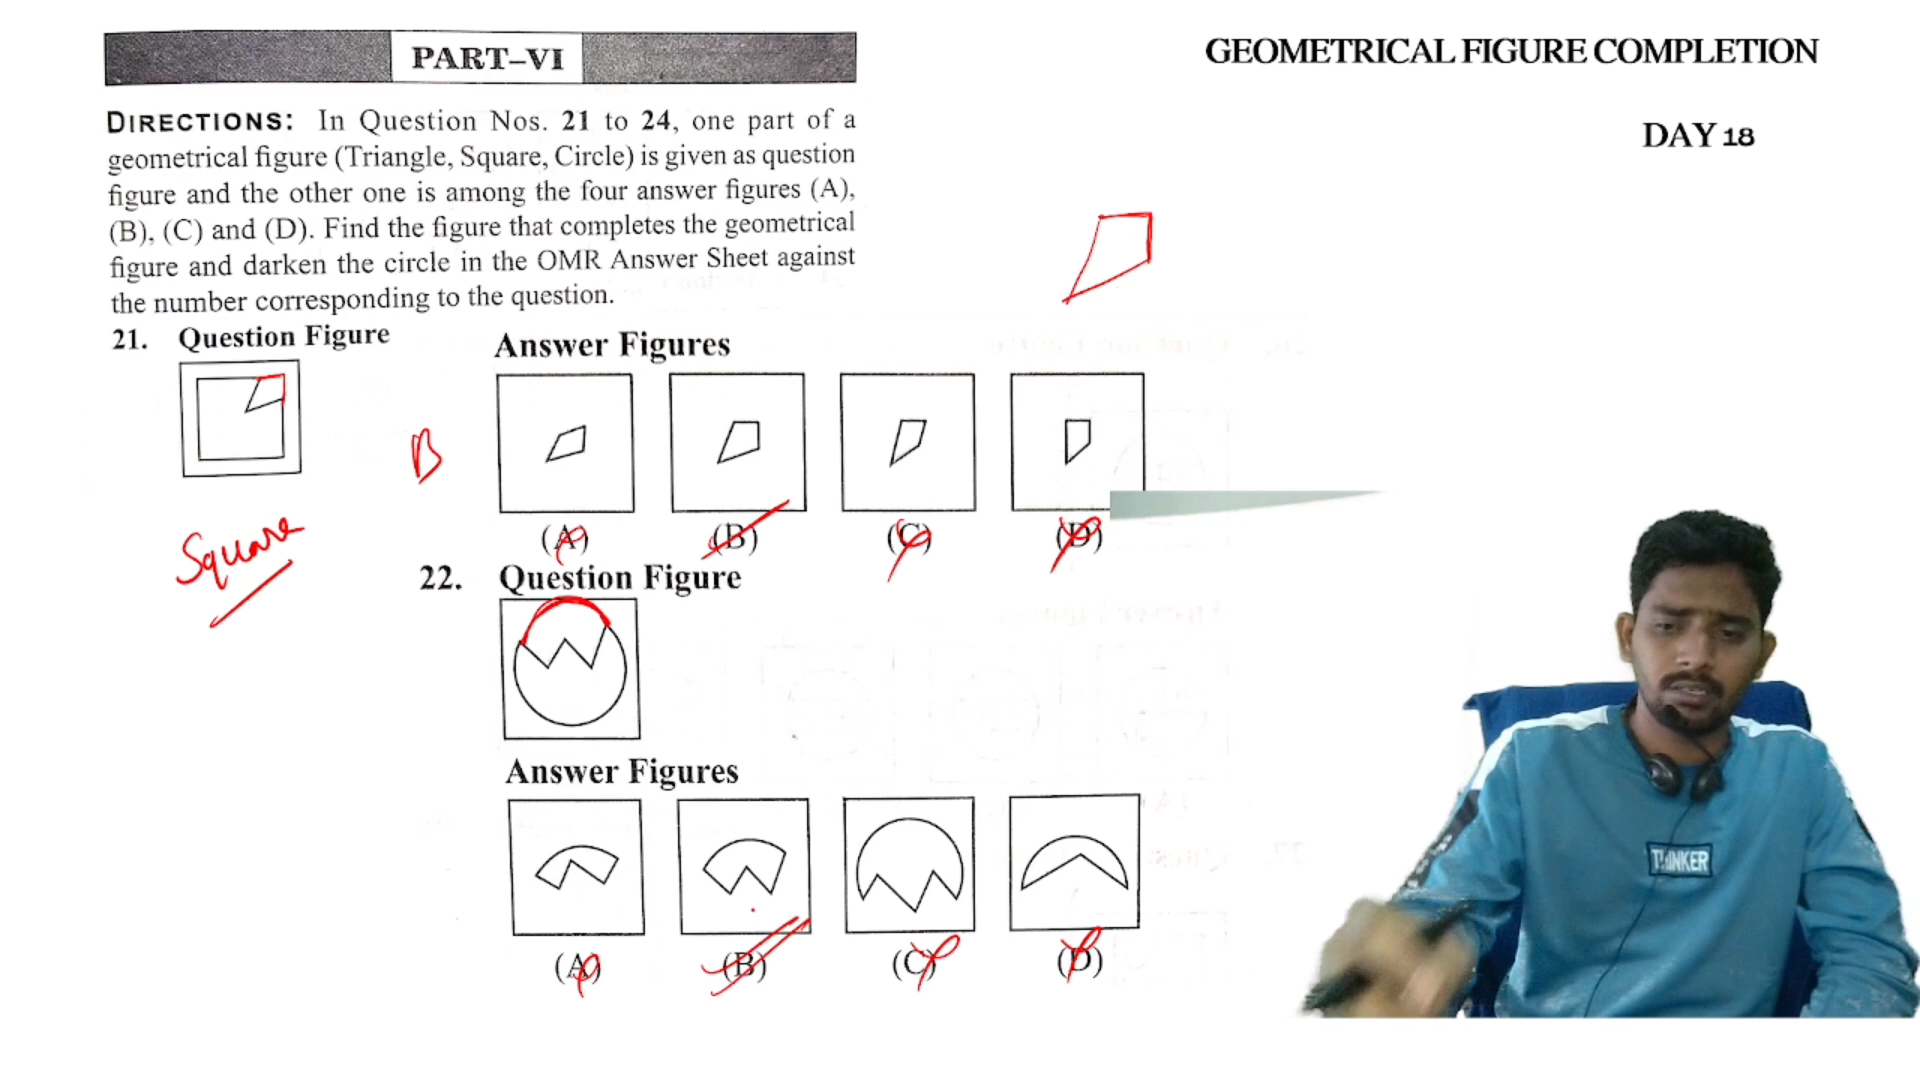 PART–VI
GEOMETRICAL FIGURE COMPLETION
DAY 18
DIRECTIONS: In Question Nos. 21 to 24, one part of a
geometrical figure (Triangle, Square, Circle) is given as question
figure and the other one is among the four answer figures (A),
(B), (C) and (D). Find the figure that completes the geometrical
figure and darken the circle in the OMR Answer Sheet against
the number corresponding to the question.
21. Question Figure
Answer Figures
B
Square
(A) (B) (C) (D)
22. Question Figure
Answer Figures
(A) (B) (C) (D)
THINKER